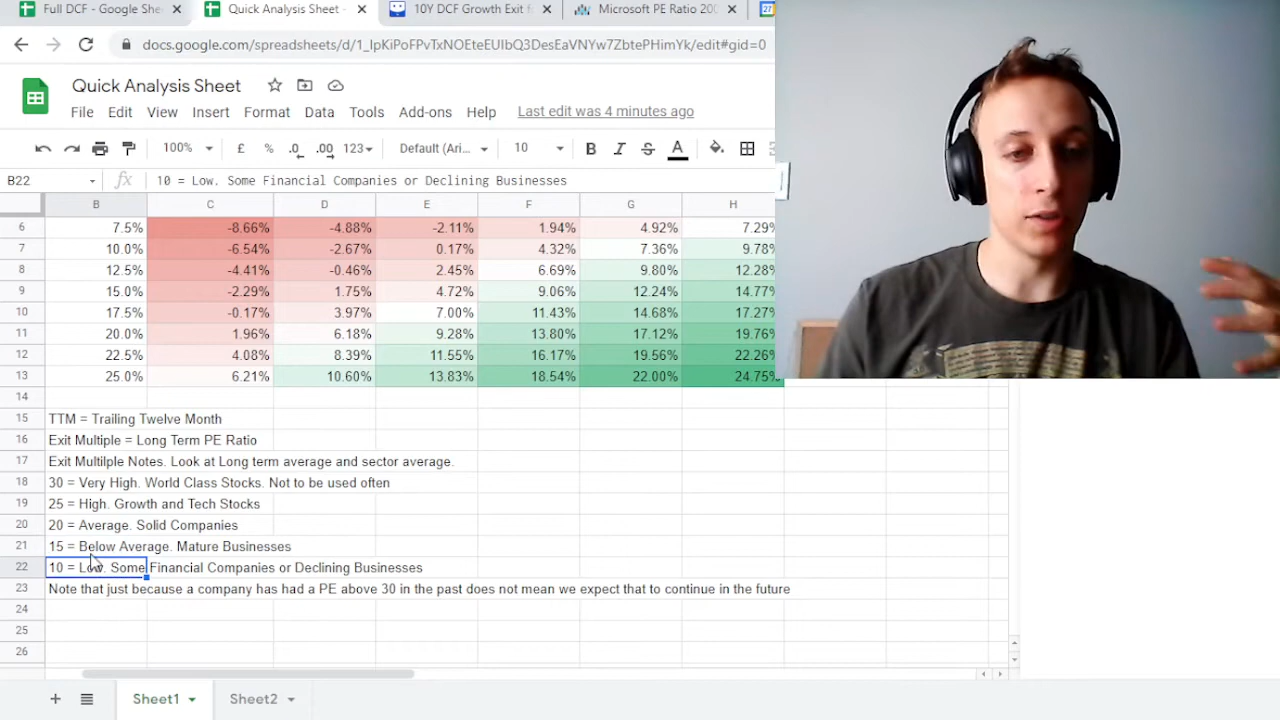 Full DCF - Google She
Quick Analysis Sheet -
10Y DCF Growth Exit f
Microsoft PE Ratio 200
docs.google.com/spreadsheets/d/1_IpKiPoFPvTxNOEteEUIbQ3DesEaVNYw7ZbtePHimYk/edit#gid=0
Quick Analysis Sheet
File Edit View Insert Format Data Tools Add-ons Help Last edit was 4 minutes ago
100% £ % .0 .00 123 Default (Ari... 10 B I S A
B22 fx 10 = Low. Some Financial Companies or Declining Businesses
B C D E F G H
6 7.5% -8.66% -4.88% -2.11% 1.94% 4.92% 7.29%
7 10.0% -6.54% -2.67% 0.17% 4.32% 7.36% 9.78%
8 12.5% -4.41% -0.46% 2.45% 6.69% 9.80% 12.28%
9 15.0% -2.29% 1.75% 4.72% 9.06% 12.24% 14.77%
10 17.5% -0.17% 3.97% 7.00% 11.43% 14.68% 17.27%
11 20.0% 1.96% 6.18% 9.28% 13.80% 17.12% 19.76%
12 22.5% 4.08% 8.39% 11.55% 16.17% 19.56% 22.26%
13 25.0% 6.21% 10.60% 13.83% 18.54% 22.00% 24.75%
14
15 TTM = Trailing Twelve Month
16 Exit Multiple = Long Term PE Ratio
17 Exit Multilple Notes. Look at Long term average and sector average.
18 30 = Very High. World Class Stocks. Not to be used often
19 25 = High. Growth and Tech Stocks
20 20 = Average. Solid Companies
21 15 = Below Average. Mature Businesses
22 10 = Low. Some Financial Companies or Declining Businesses
23 Note that just because a company has had a PE above 30 in the past does not mean we expect that to continue in the future
24
25
26
Sheet1 Sheet2